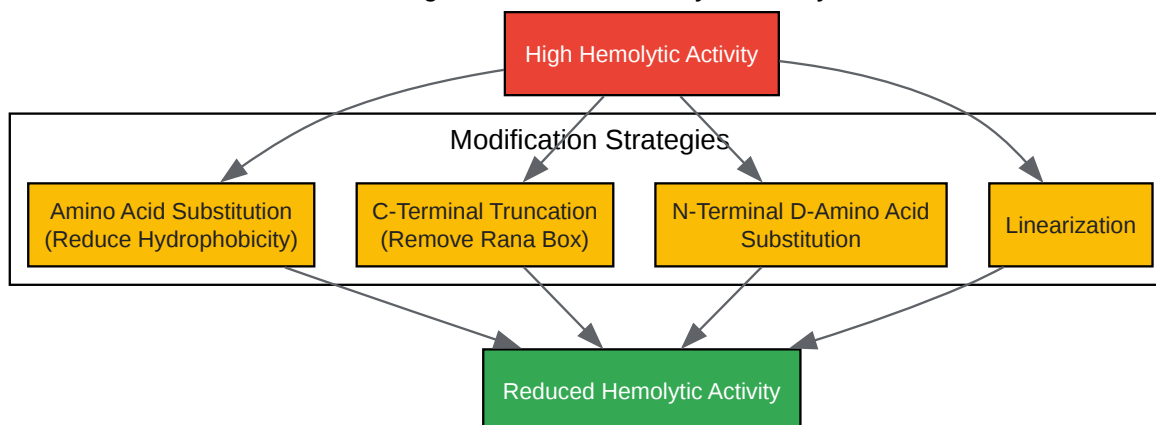 High Hemolytic Activity
Modification Strategies
Amino Acid Substitution
(Reduce Hydrophobicity)
C-Terminal Truncation
(Remove Rana Box)
N-Terminal D-Amino Acid
Substitution
Linearization
Reduced Hemolytic Activity